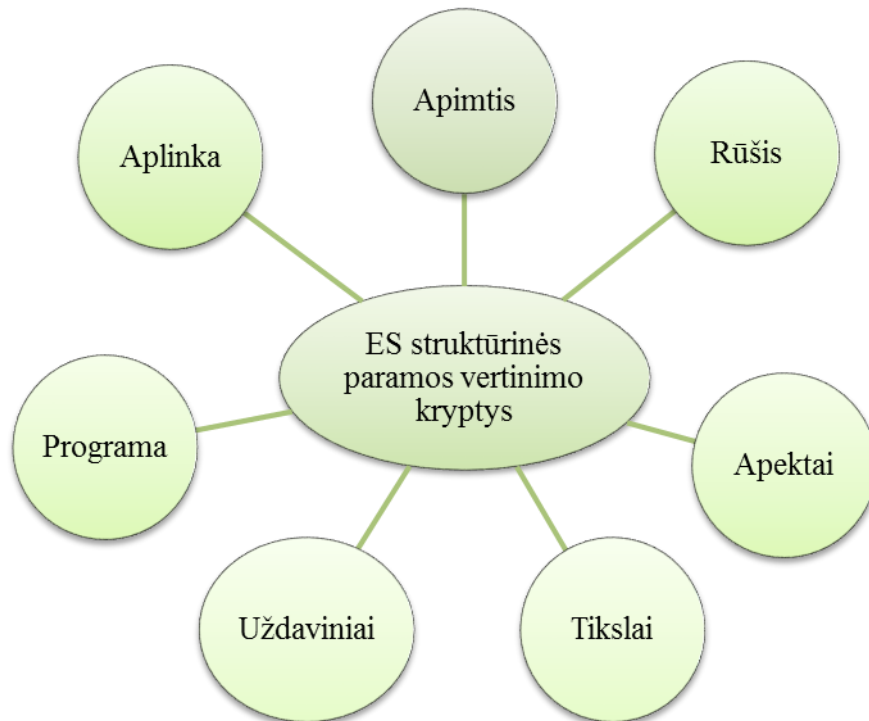 Apimtis
Aplinka
Rūšis
ES struktūrinės
paramos vertinimo
kryptys
Programa
Apektai
Uždaviniai
Tikslai